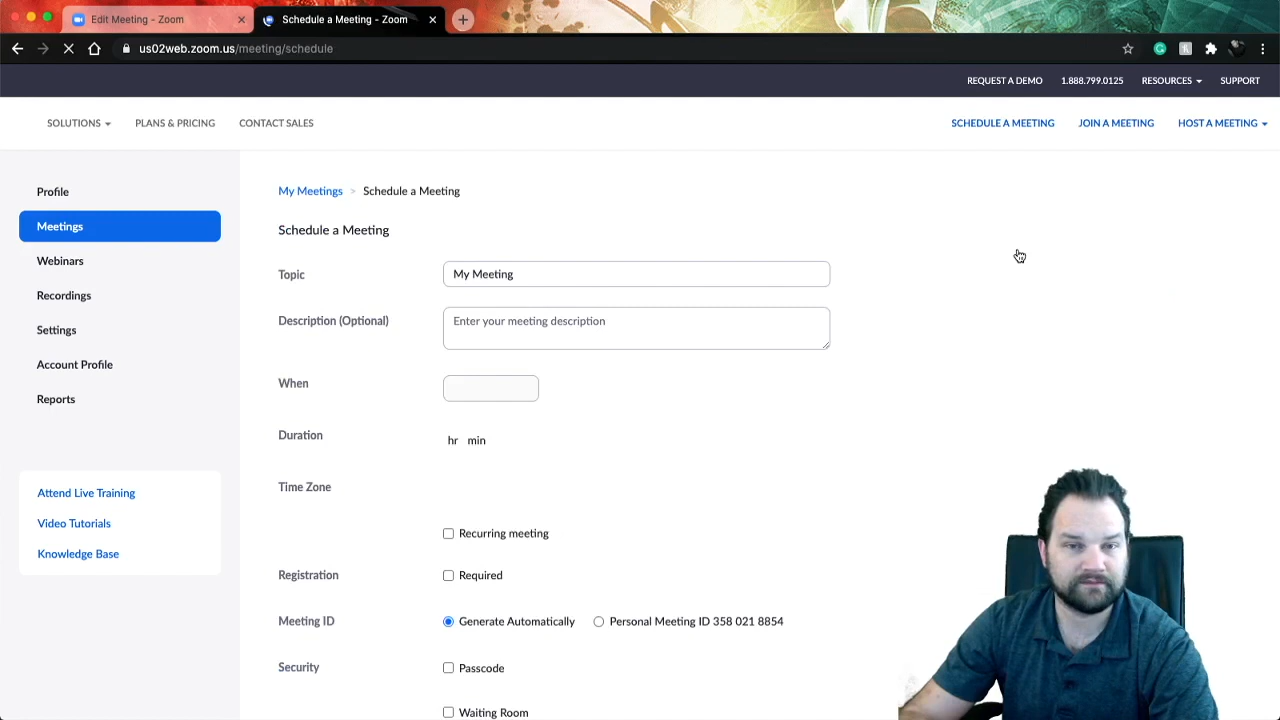 Edit Meeting - Zoom
Schedule a Meeting - Zoom
us02web.zoom.us/meeting/schedule
REQUEST A DEMO 1.888.799.0125 RESOURCES SUPPORT
SOLUTIONS PLANS & PRICING CONTACT SALES SCHEDULE A MEETING JOIN A MEETING HOST A MEETING
Profile
Meetings
Webinars
Recordings
Settings
Account Profile
Reports
Attend Live Training
Video Tutorials
Knowledge Base
My Meetings > Schedule a Meeting
Schedule a Meeting
Topic My Meeting
Description (Optional) Enter your meeting description
When
Duration hr min
Time Zone
Recurring meeting
Registration Required
Meeting ID Generate Automatically Personal Meeting ID 358 021 8854
Security Passcode
Waiting Room